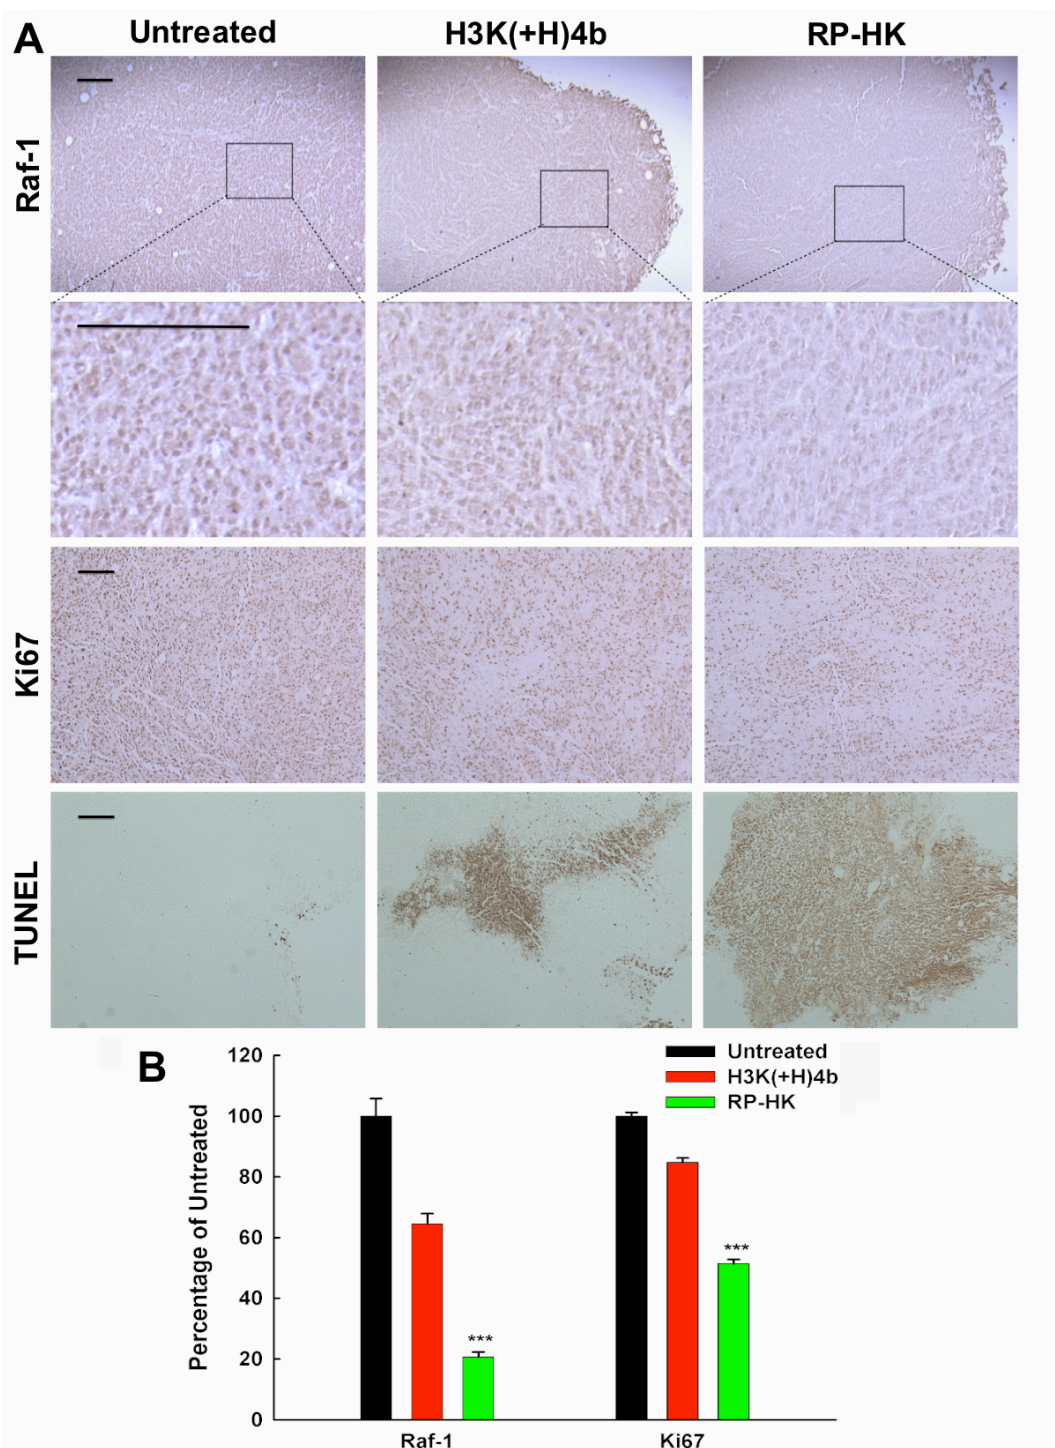 A
Untreated H3K(+H)4b RP-HK
Raf-1
Ki67
TUNEL
B
Untreated
H3K(+H)4b
RP-HK
Percentage of Untreated
120
100
80
60
40
20
0
***
***
Raf-1 Ki67